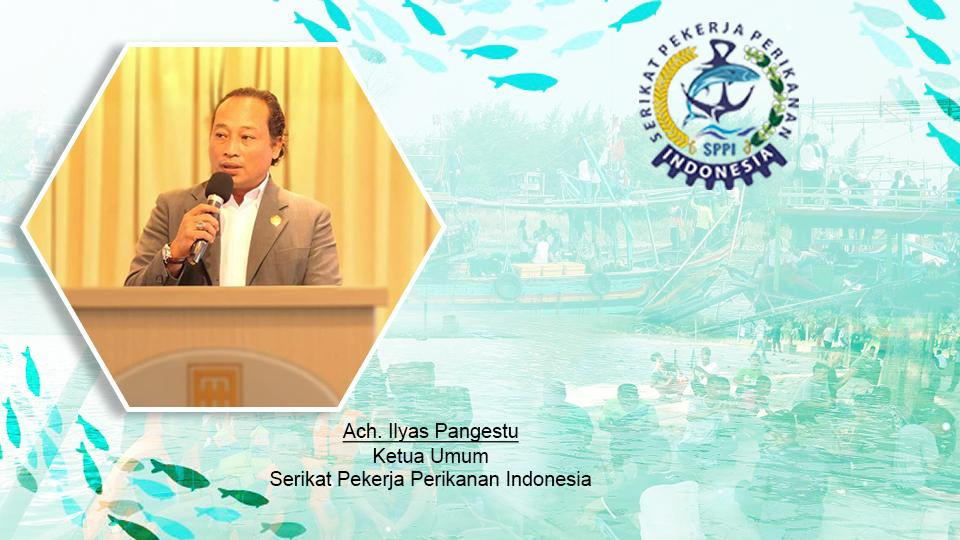 SERIKAT PEKERJA PERIKANAN
SPPI
INDONESIA
Ach. Ilyas Pangestu
Ketua Umum
Serikat Pekerja Perikanan Indonesia